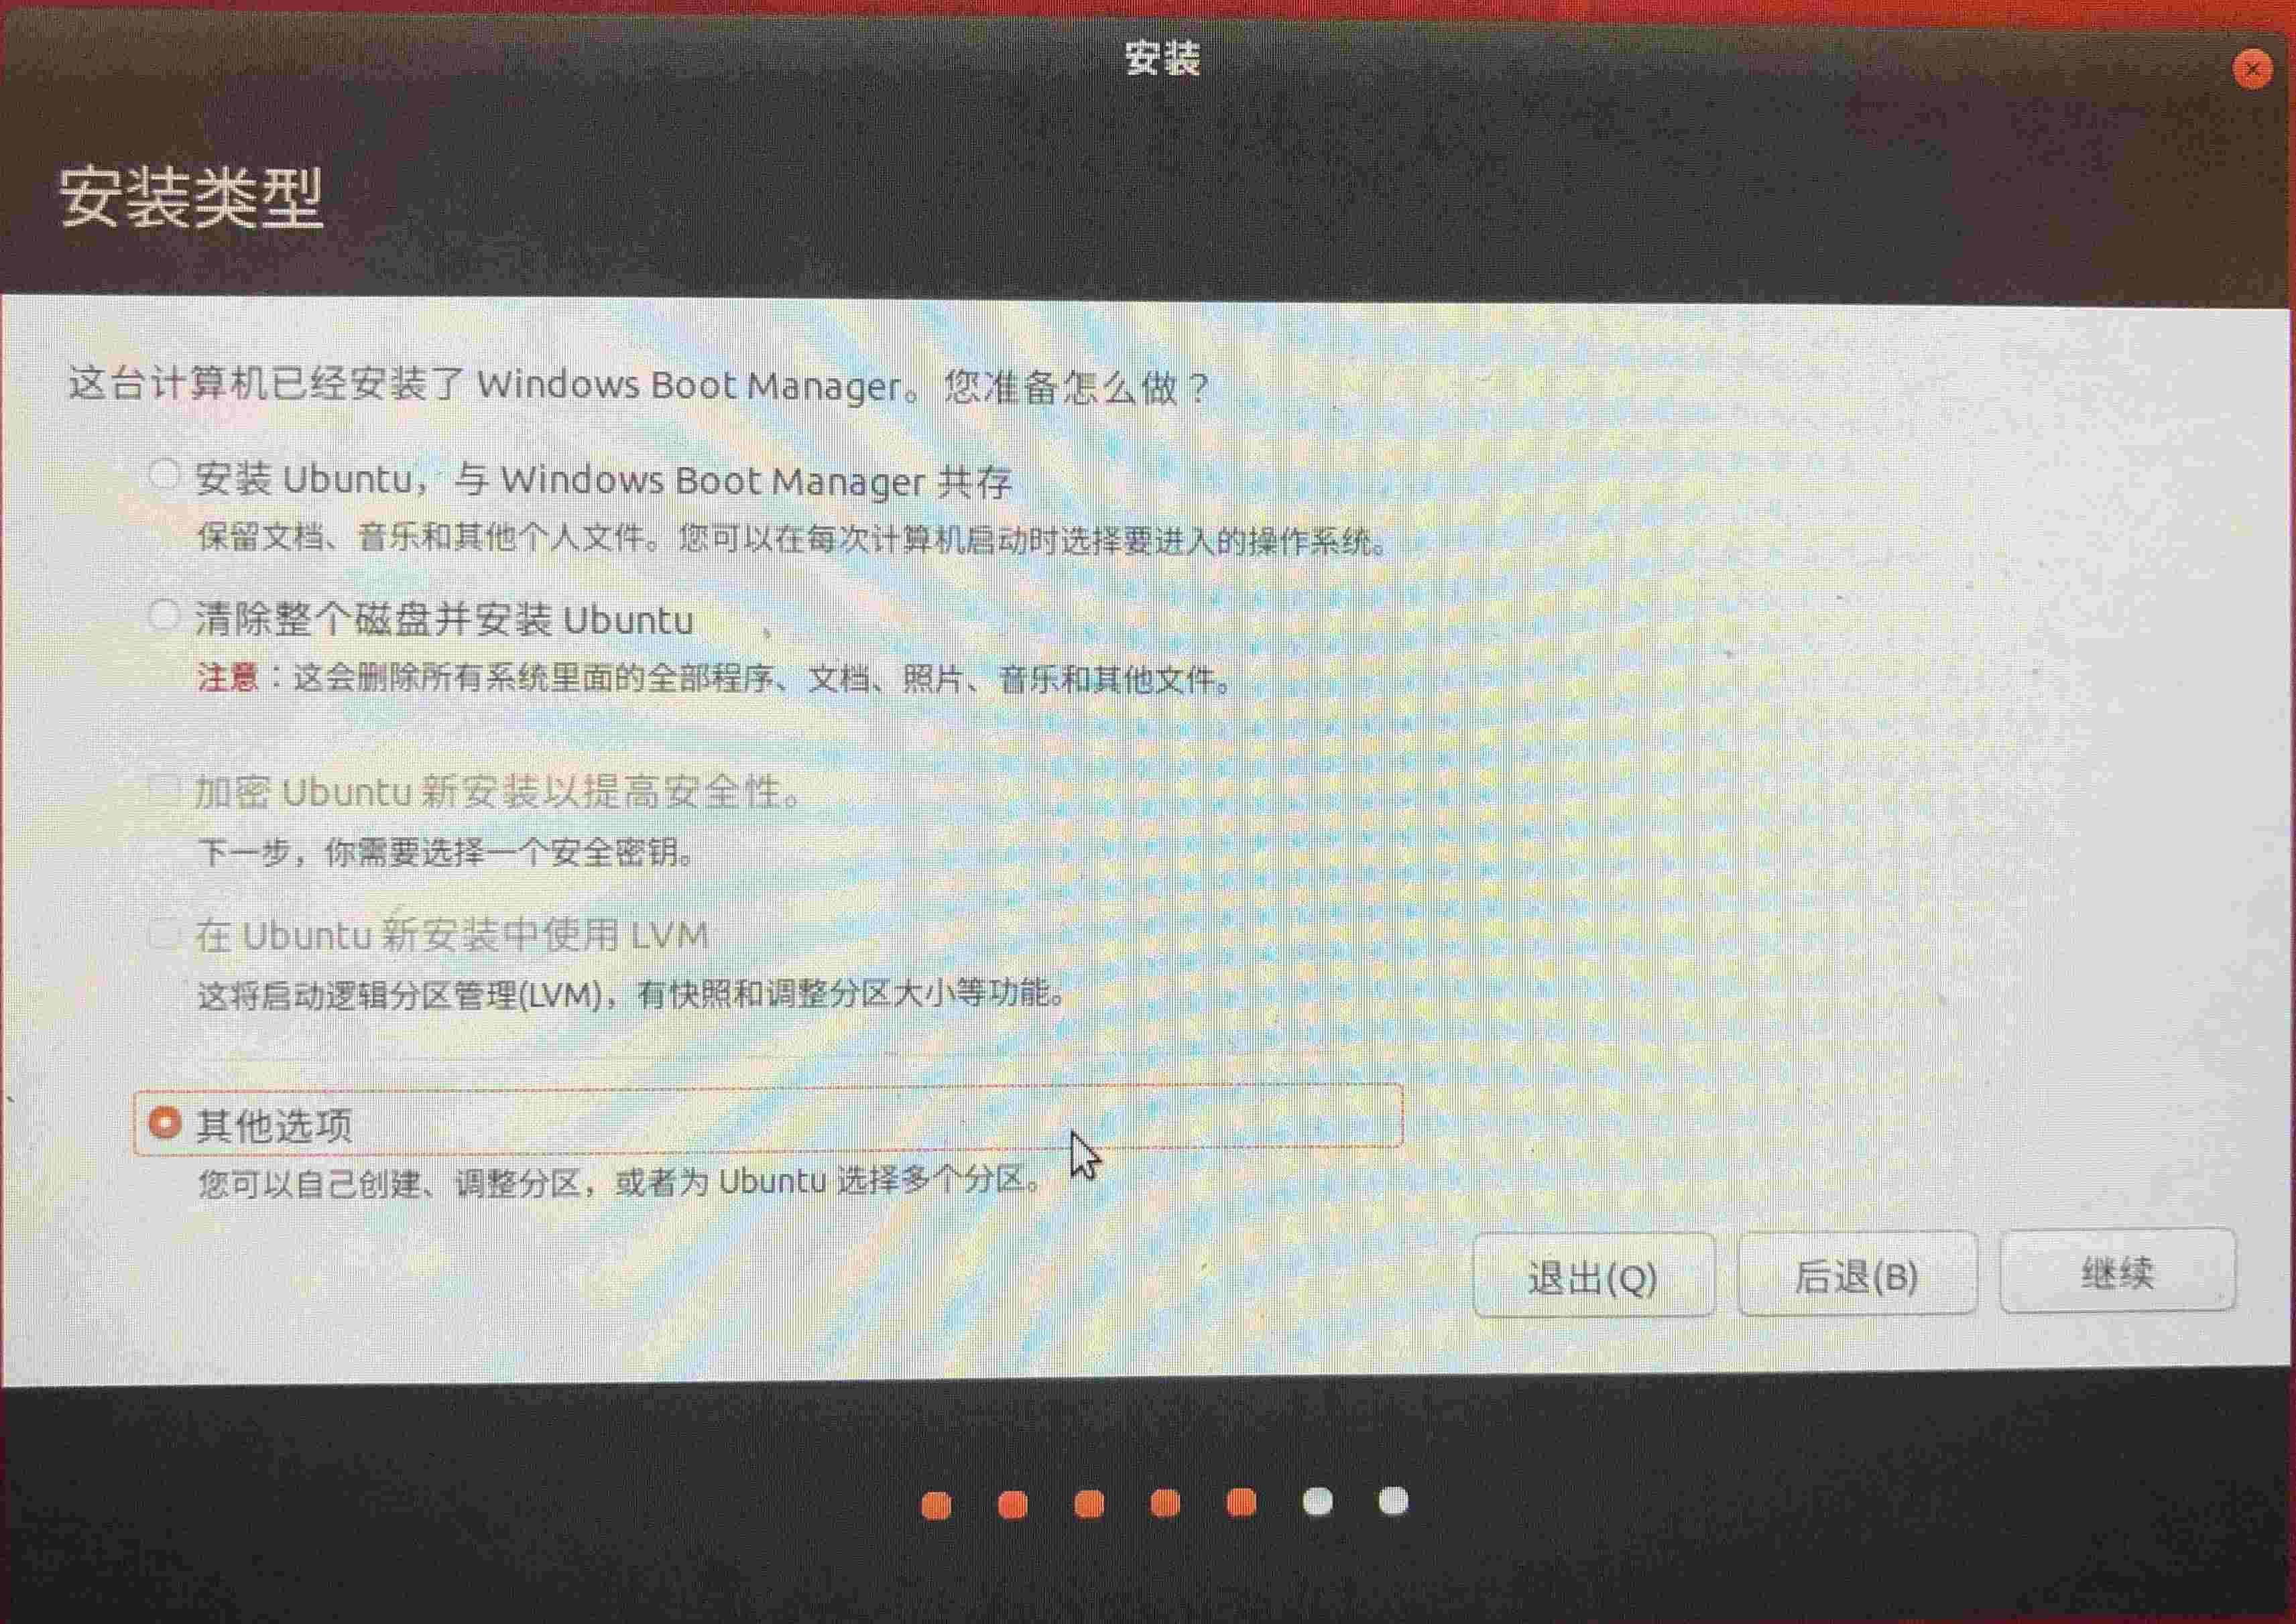 安装
安装类型
这台计算机已经安装了 Windows Boot Manager。您准备怎么做？
安装 Ubuntu，与 Windows Boot Manager 共存
保留文档、音乐和其他个人文件。您可以在每次计算机启动时选择要进入的操作系统。
清除整个磁盘并安装 Ubuntu
注意：这会删除所有系统里面的全部程序、文档、照片、音乐和其他文件。
加密 Ubuntu 新安装以提高安全性。
下一步，你需要选择一个安全密钥。
在 Ubuntu 新安装中使用 LVM
这将启动逻辑分区管理(LVM)，有快照和调整分区大小等功能。
其他选项
您可以自己创建、调整分区，或者为 Ubuntu 选择多个分区。
退出(Q) 后退(B) 继续